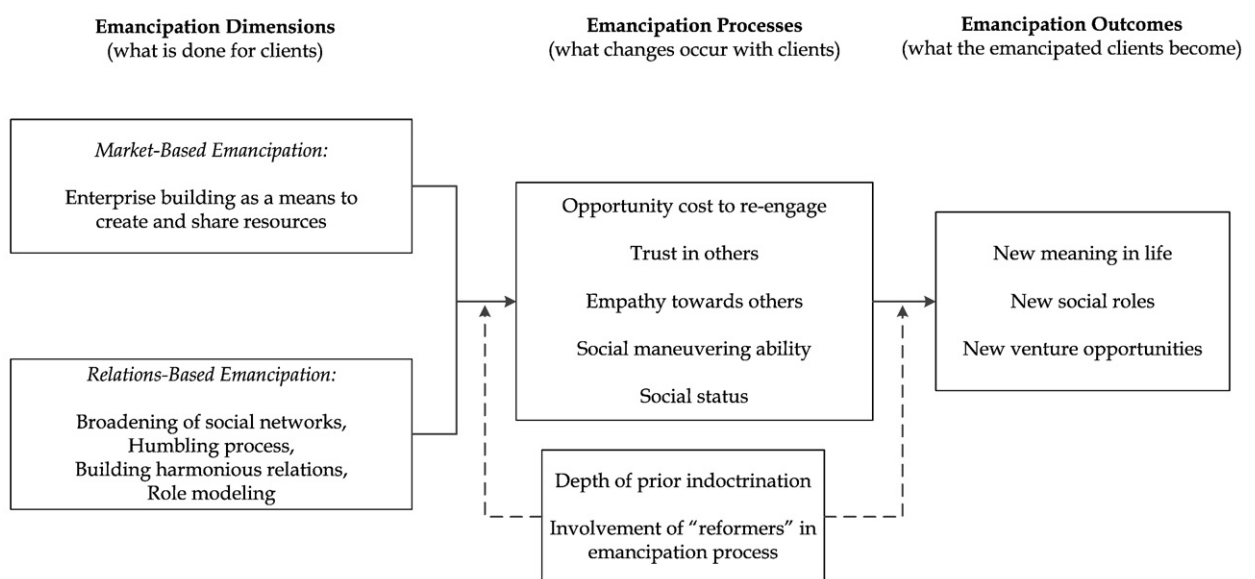 Emancipation Dimensions
(what is done for clients)
Emancipation Processes
(what changes occur with clients)
Emancipation Outcomes
(what the emancipated clients become)
Market-Based Emancipation:
Enterprise building as a means to
create and share resources
Relations-Based Emancipation:
Broadening of social networks,
Humbling process,
Building harmonious relations,
Role modeling
Opportunity cost to re-engage
Trust in others
Empathy towards others
Social maneuvering ability
Social status
Depth of prior indoctrination
Involvement of “reformers” in
emancipation process
New meaning in life
New social roles
New venture opportunities